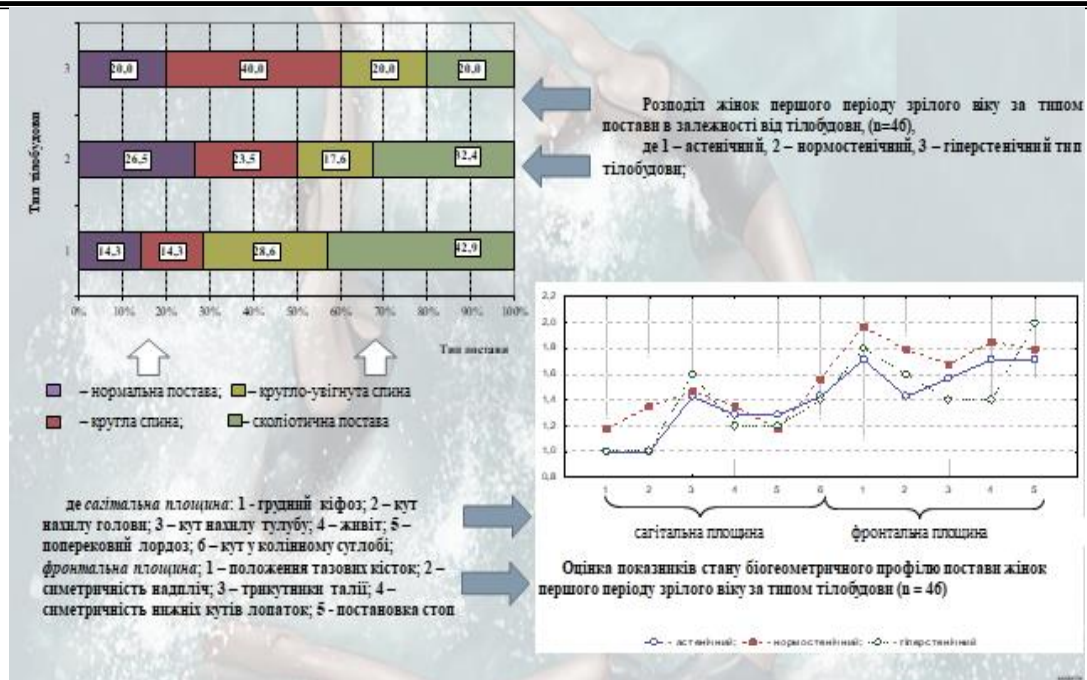 3
20,0 40,0 20,0 20,0
2
26,5 23,5 17,6 32,4
1
14,3 14,3 28,6 42,9
Тип тілобудови
0% 10% 20% 30% 40% 50% 60% 70% 80% 90% 100%
Тип постави
– нормальна постава; – кругло-увігнута спина
– кругла спина; – сколіотична постава
Розподіл жінок першого періоду зрілого віку за типом
постави в залежності від тілобудови, (n=46),
де 1 – астенічний, 2 – нормостенічний, 3 – гіперстенічний тип
тілобудови;
2,2
2,0
1,8
1,6
1,4
1,2
1,0
0,8
1 2 3 4 5 6 1 2 3 4 5
сагітальна площина фронтальна площина
де сагітальна площина: 1 - грудний кіфоз; 2 – кут
нахилу голови; 3 – кут нахилу тулубу; 4 – живіт; 5 –
поперековий лордоз; 6 – кут у колінному суглобі;
фронтальна площина; 1 – положення тазових кісток; 2 –
симетричність надпліч; 3 – трикутники талії; 4 –
симетричність нижніх кутів лопаток; 5 - постановка стоп
Оцінка показників стану біогеометричного профілю постави жінок
першого періоду зрілого віку за типом тілобудови (n = 46)
- астенічний; - нормостенічний; - гіперстенічний